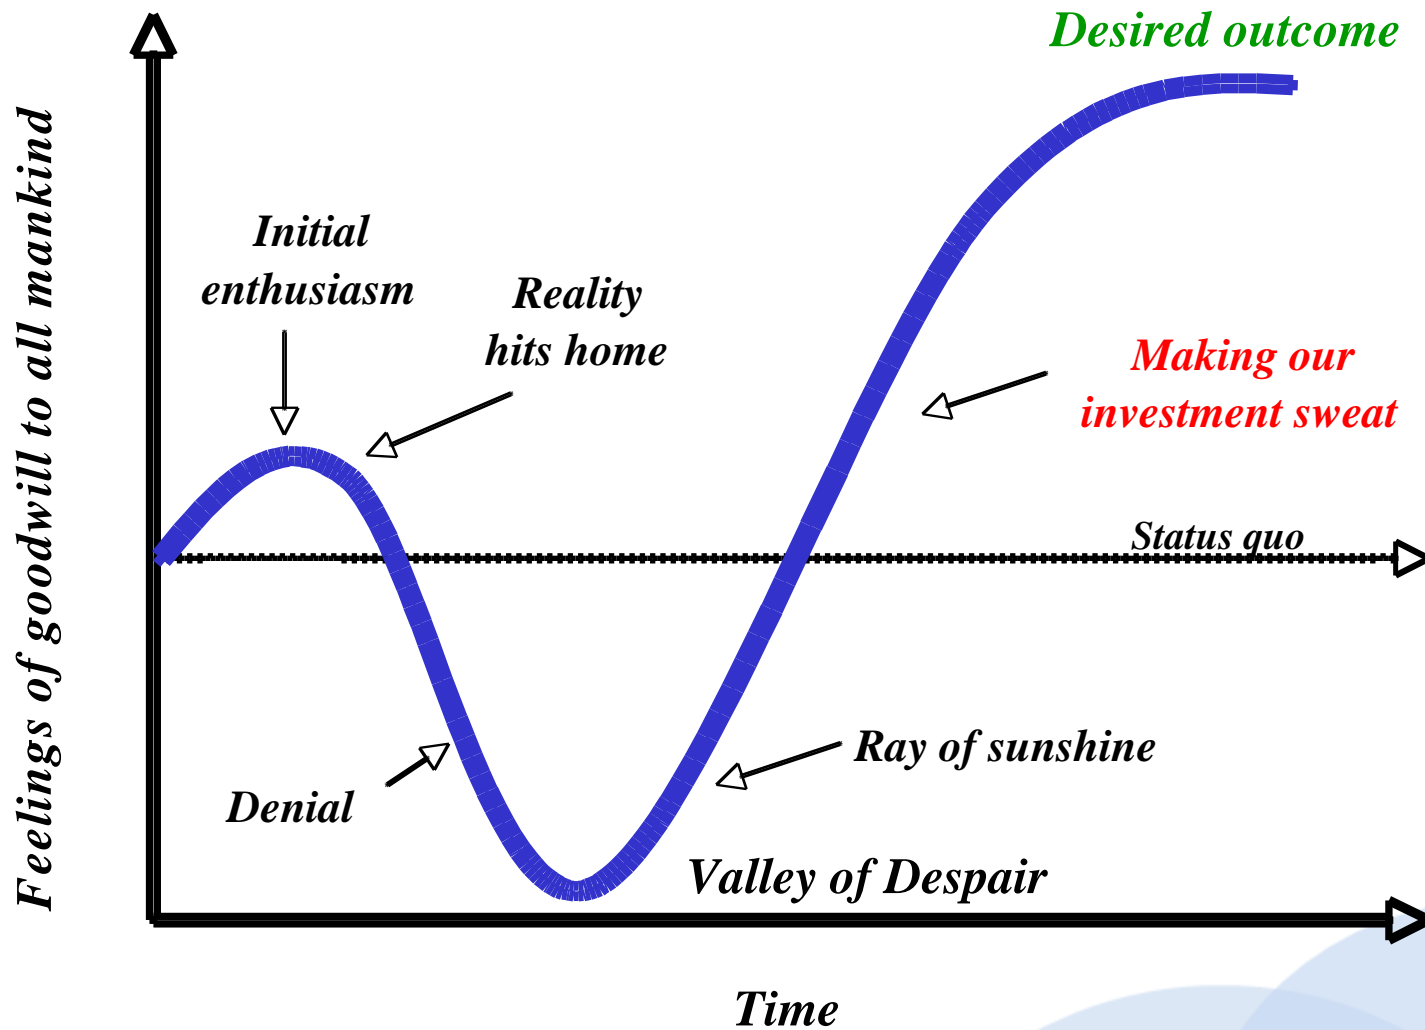 Desired outcome
Feelings of goodwill to all mankind
Initial
enthusiasm
Reality
hits home
Making our
investment sweat
Status quo
Ray of sunshine
Denial
Valley of Despair
Time